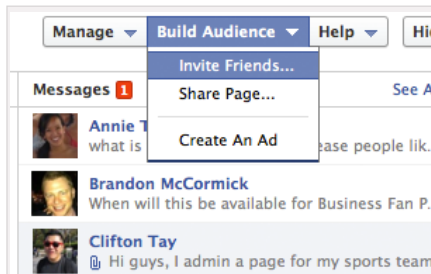 Manage Build Audience Help Hi
Invite Friends...
Messages 1 See A
Share Page...
Annie T
what is ease people lik.
Create An Ad
Brandon McCormick
When will this be available for Business Fan P.
Clifton Tay
Hi guys, I admin a page for my sports team